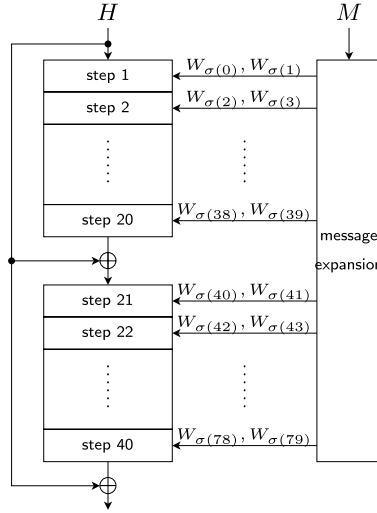 H M
step 1 W_{σ(0)}, W_{σ(1)}
step 2 W_{σ(2)}, W_{σ(3)}
step 20 W_{σ(38)}, W_{σ(39)}
message
expansion
step 21 W_{σ(40)}, W_{σ(41)}
step 22 W_{σ(42)}, W_{σ(43)}
step 40 W_{σ(78)}, W_{σ(79)}